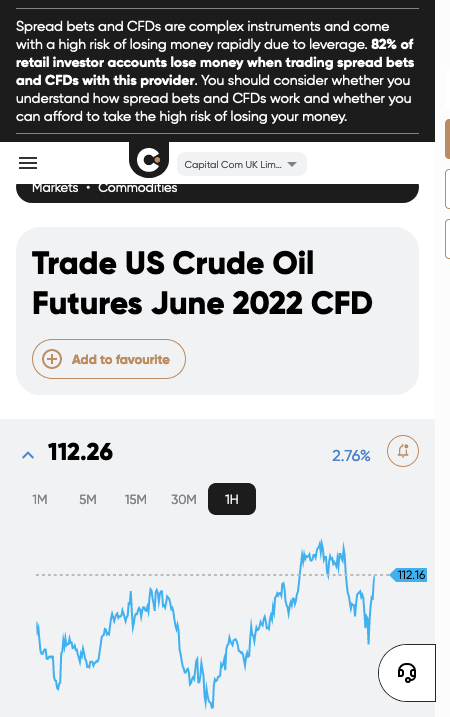 Spread bets and CFDs are complex instruments and come
with a high risk of losing money rapidly due to leverage. 82% of
retail investor accounts lose money when trading spread bets
and CFDs with this provider. You should consider whether you
understand how spread bets and CFDs work and whether you
can afford to take the high risk of losing your money.
Capital Com UK Lim...
Markets • Commodities
Trade US Crude Oil
Futures June 2022 CFD
Add to favourite
112.26
2.76%
1M 5M 15M 30M 1H
112.16